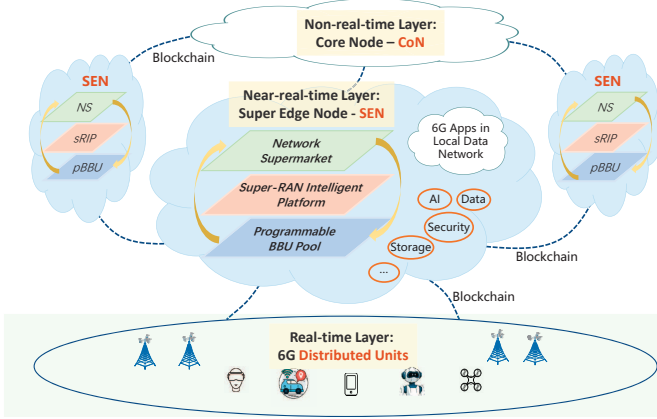 Non-real-time Layer:
Core Node – CoN
Blockchain
SEN
NS
sRIP
pBBU
Near-real-time Layer:
Super Edge Node - SEN
Network
Supermarket
Super-RAN Intelligent
Platform
Programmable
BBU Pool
6G Apps in
Local Data
Network
AI
Data
Security
Storage
...
SEN
NS
sRIP
pBBU
Blockchain
Blockchain
Real-time Layer:
6G Distributed Units